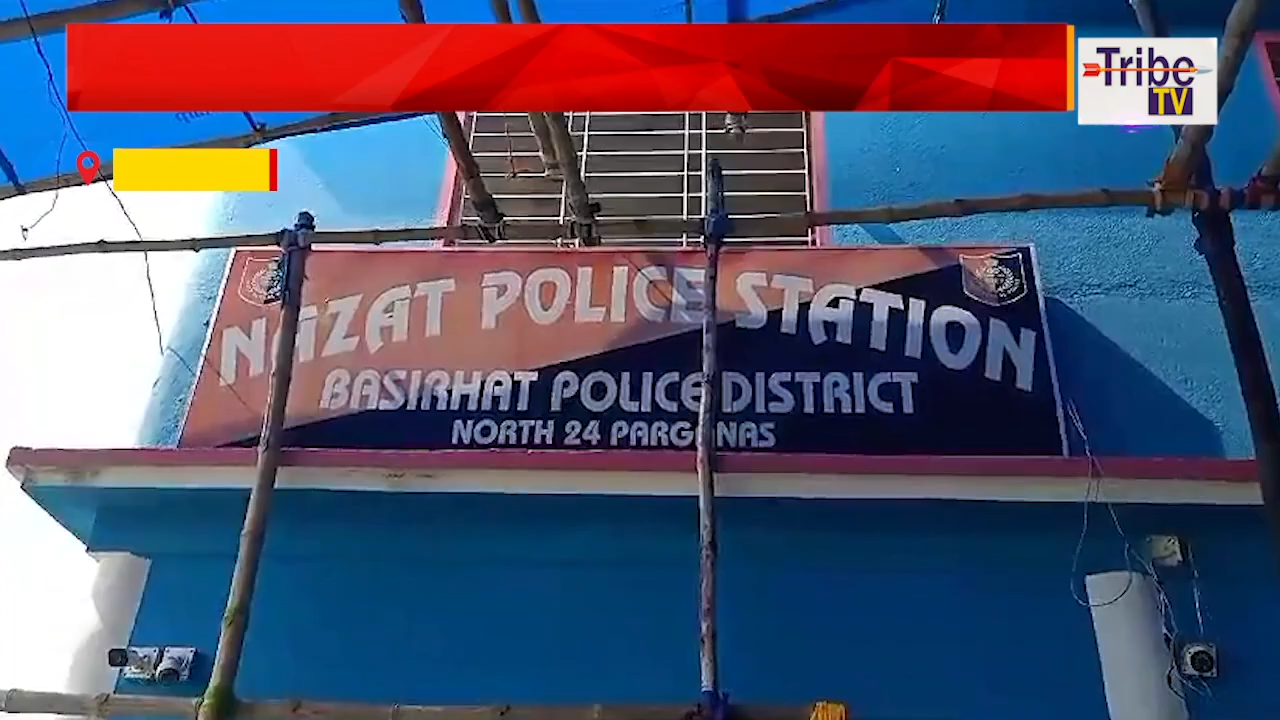 Tribe
TV
NAZAT POLICE STATION
BASIRHAT POLICE DISTRICT
NORTH 24 PARGANAS